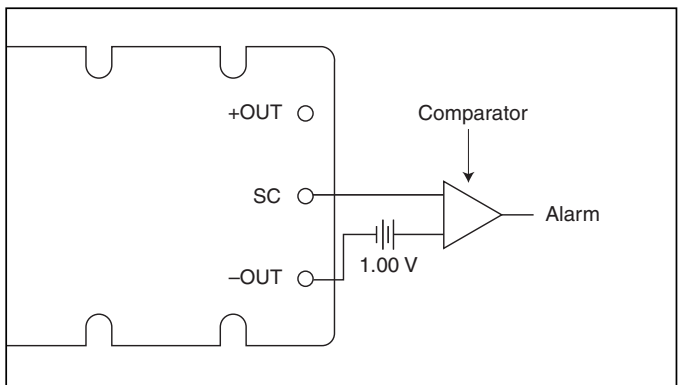 +OUT
Comparator
SC
Alarm
1.00 V
–OUT